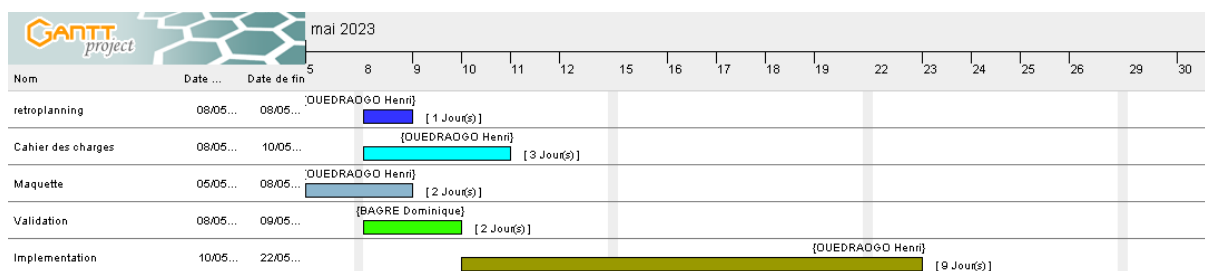 GANTT project
mai 2023
Nom Date ... Date de fin
5 8 9 10 11 12 15 16 17 18 19 22 23 24 25 26 29 30
{OUEDRAOGO Henri}
retroplanning 08/05... 08/05... [ 1 Jour(s) ]
{OUEDRAOGO Henri}
Cahier des charges 08/05... 10/05... [ 3 Jour(s) ]
{OUEDRAOGO Henri}
Maquette 05/05... 08/05... [ 2 Jour(s) ]
{BAGRE Dominique}
Validation 08/05... 09/05... [ 2 Jour(s) ]
{OUEDRAOGO Henri}
Implementation 10/05... 22/05... [ 9 Jour(s) ]